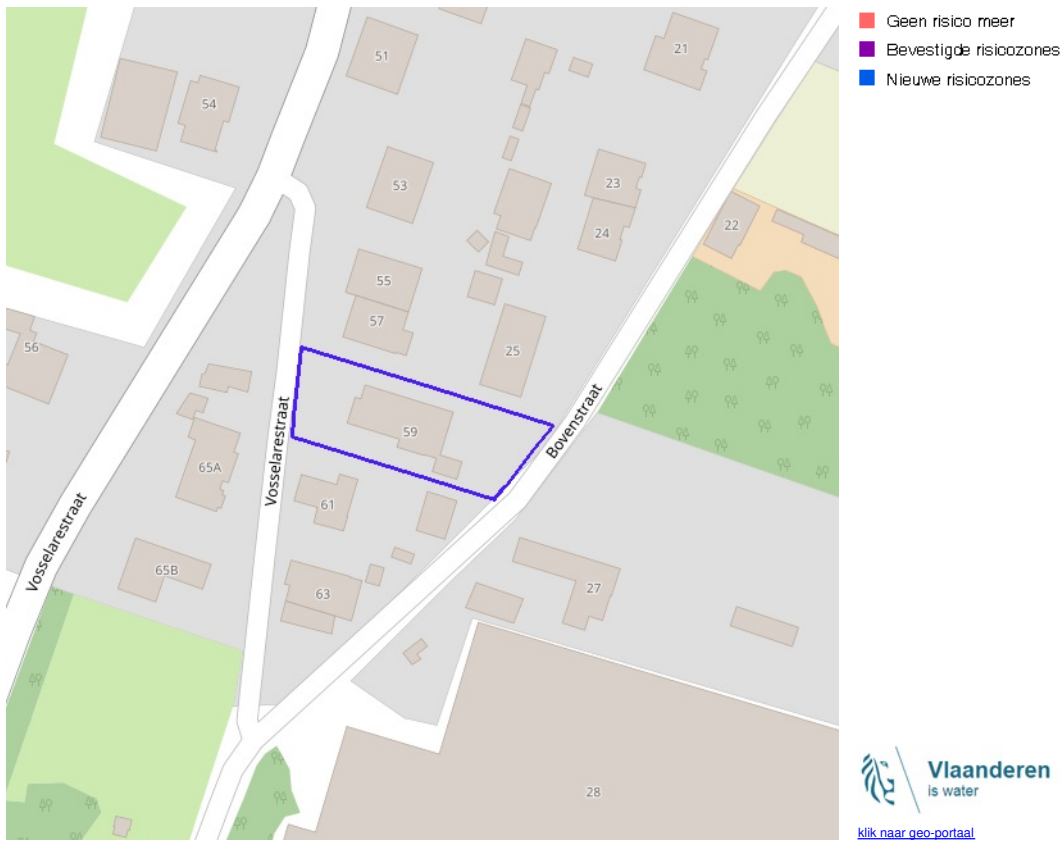 Geen risico meer
Bevestigde risicozones
Nieuwe risicozones
51
21
54
53
23
24
22
55
57
25
56
59
65A
61
65B
63
27
28
Vosselarestraat
Vosselarestraat
Bovenstraat
Vlaanderen
is water
klik naar geo-portaal